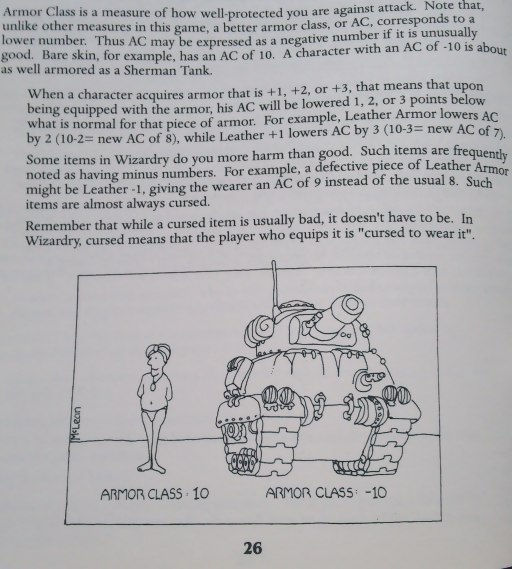 Armor Class is a measure of how well-protected you are against attack. Note that,
unlike other measures in this game, a better armor class, or AC, corresponds to a
lower number. Thus AC may be expressed as a negative number if it is unusually
good. Bare skin, for example, has an AC of 10. A character with an AC of -10 is about
as well armored as a Sherman Tank.
When a character acquires armor that is +1, +2, or +3, that means that upon
being equipped with the armor, his AC will be lowered 1, 2, or 3 points below
what is normal for that piece of armor. For example, Leather Armor lowers AC
by 2 (10-2= new AC of 8), while Leather +1 lowers AC by 3 (10-3= new AC of 7).
Some items in Wizardry do you more harm than good. Such items are frequently
noted as having minus numbers. For example, a defective piece of Leather Armor
might be Leather -1, giving the wearer an AC of 9 instead of the usual 8. Such
items are almost always cursed.
Remember that while a cursed item is usually bad, it doesn't have to be. In
Wizardry, cursed means that the player who equips it is "cursed to wear it".
McLeon
ARMOR CLASS : 10
ARMOR CLASS: -10
26